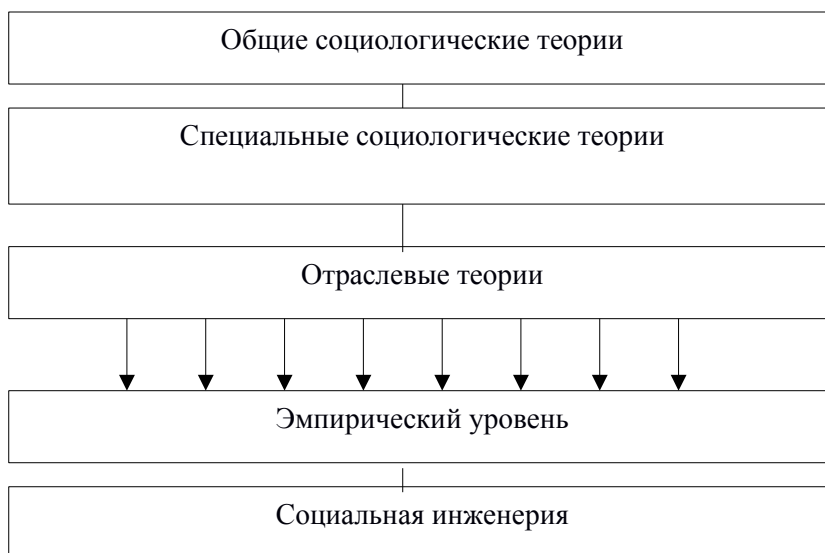 Общие социологические теории
Специальные социологические теории
Отраслевые теории
Эмпирический уровень
Социальная инженерия